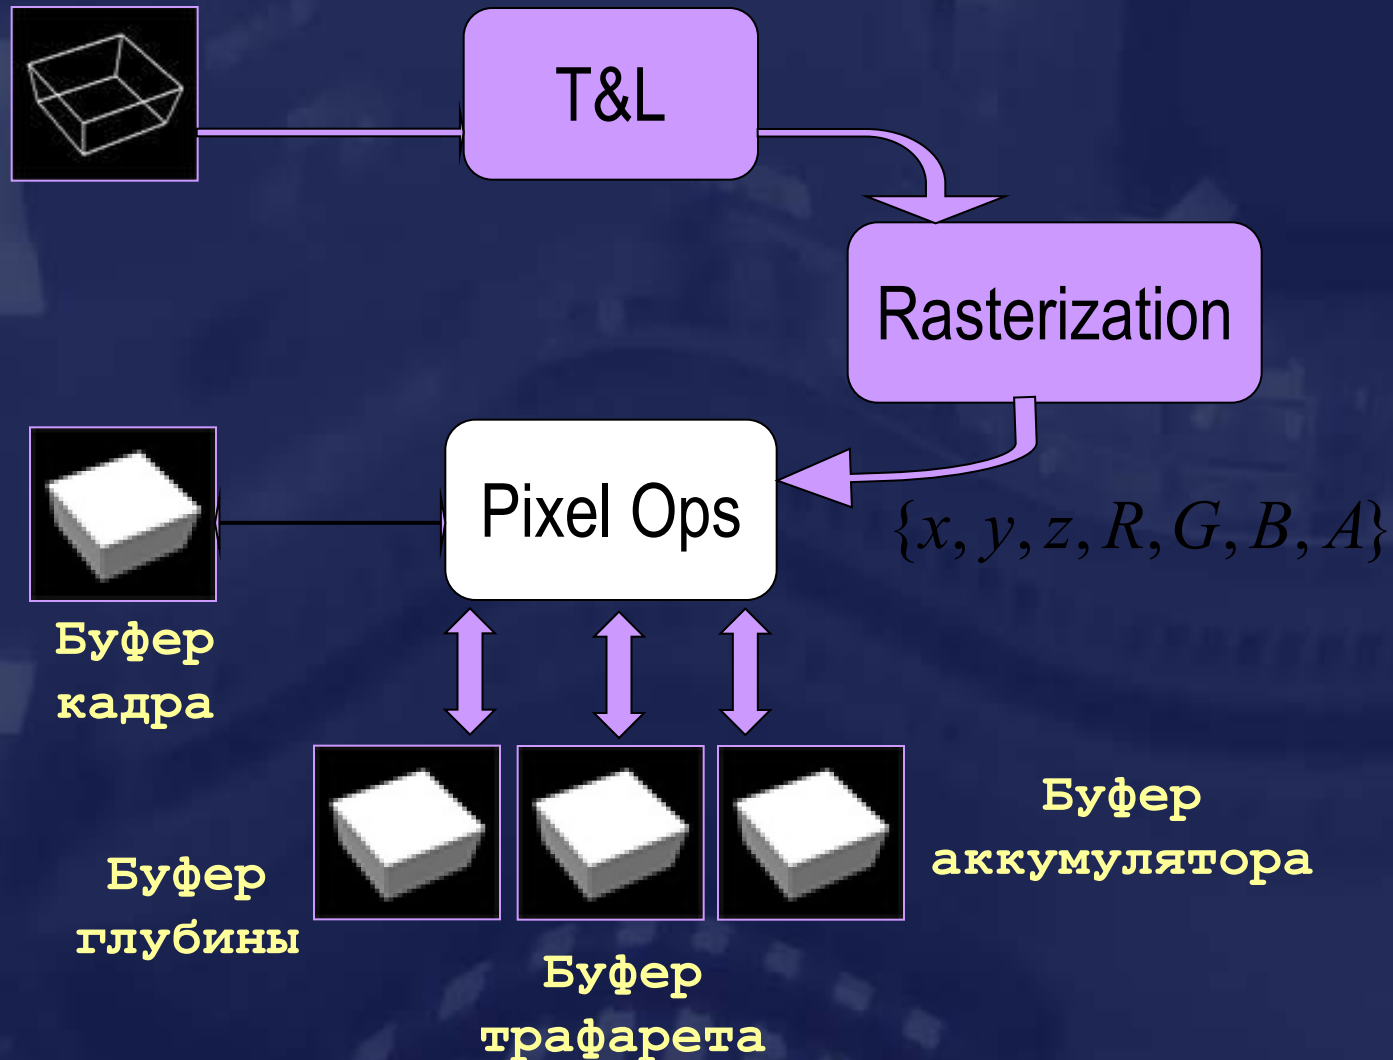 T&L
Rasterization
Pixel Ops
{x, y, z, R, G, B, A}
Буфер
кадра
Буфер
глубины
Буфер
трафарета
Буфер
аккумулятора